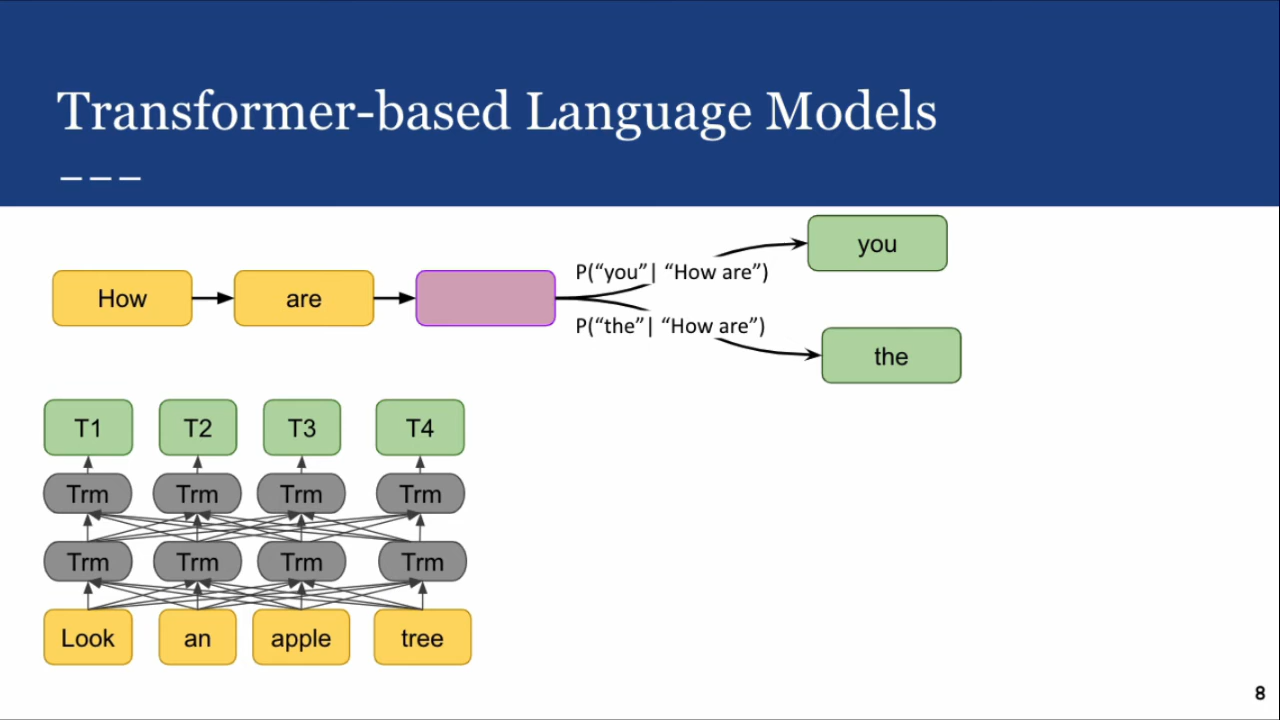 Transformer-based Language Models
you
P(“you”| “How are”)
How
are
P(“the”| “How are”)
the
T1
T2
T3
T4
Trm
Trm
Trm
Trm
Trm
Trm
Trm
Trm
Look
an
apple
tree
8